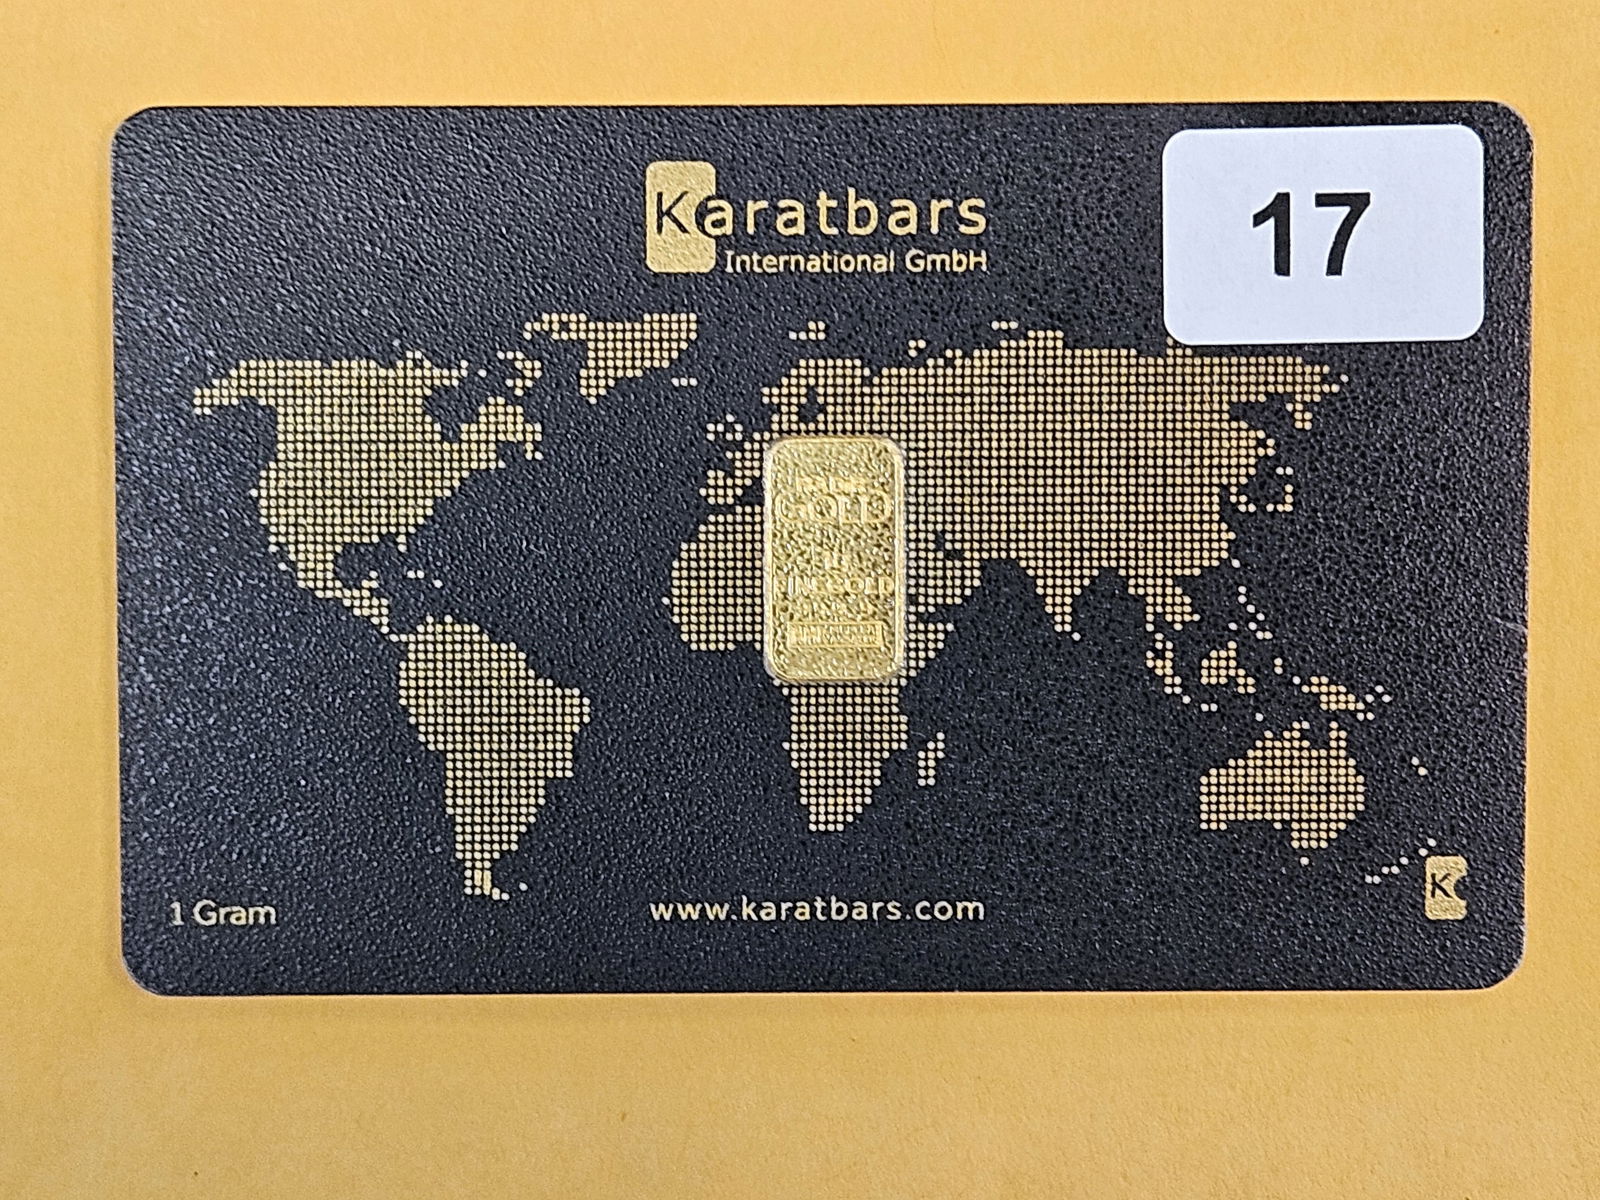 Karatbars
International GmbH
17
GOLD
1 Gram
www.karatbars.com
K